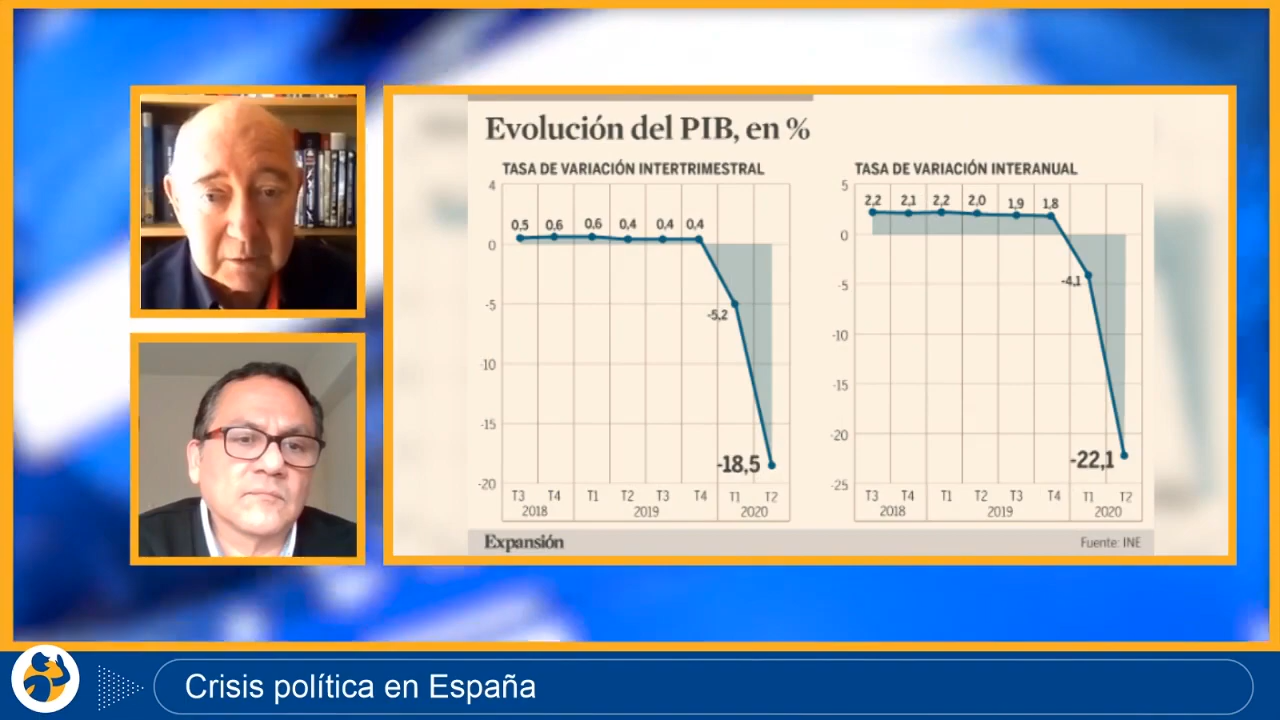 Evolución del PIB, en %
TASA DE VARIACIÓN INTERTRIMESTRAL
4
0
-5
-10
-15
-20
0,5 0,6 0,6 0,4 0,4 0,4
-5,2
-18,5
T3 T4 T1 T2 T3 T4 T1 T2
2018 2019 2020
TASA DE VARIACIÓN INTERANUAL
5
0
-5
-10
-15
-20
-25
2,2 2,1 2,2 2,0 1,9 1,8
-4,1
-22,1
T3 T4 T1 T2 T3 T4 T1 T2
2018 2019 2020
Expansión
Fuente: INE
Crisis política en España